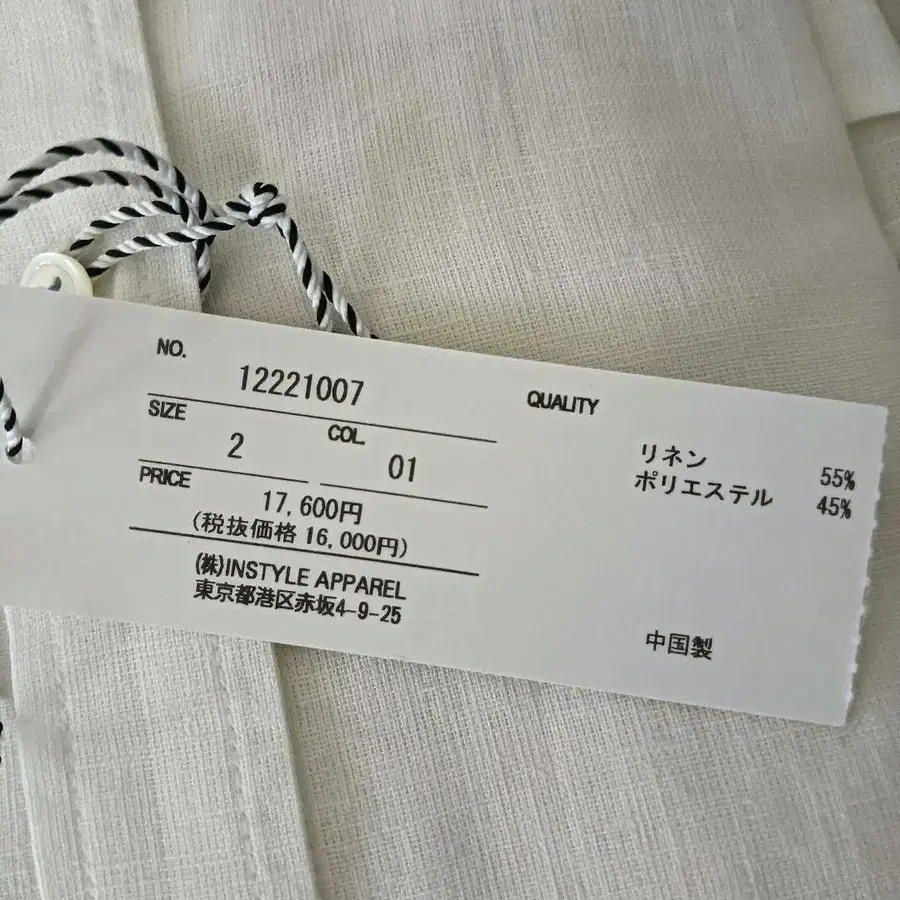 NO.
12221007
SIZE
2
COL.
01
PRICE
17,600円
(税抜価格 16,000円)
(株)INSTYLE APPAREL
東京都港区赤坂4-9-25
QUALITY
リネン 55%
ポリエステル 45%
中国製